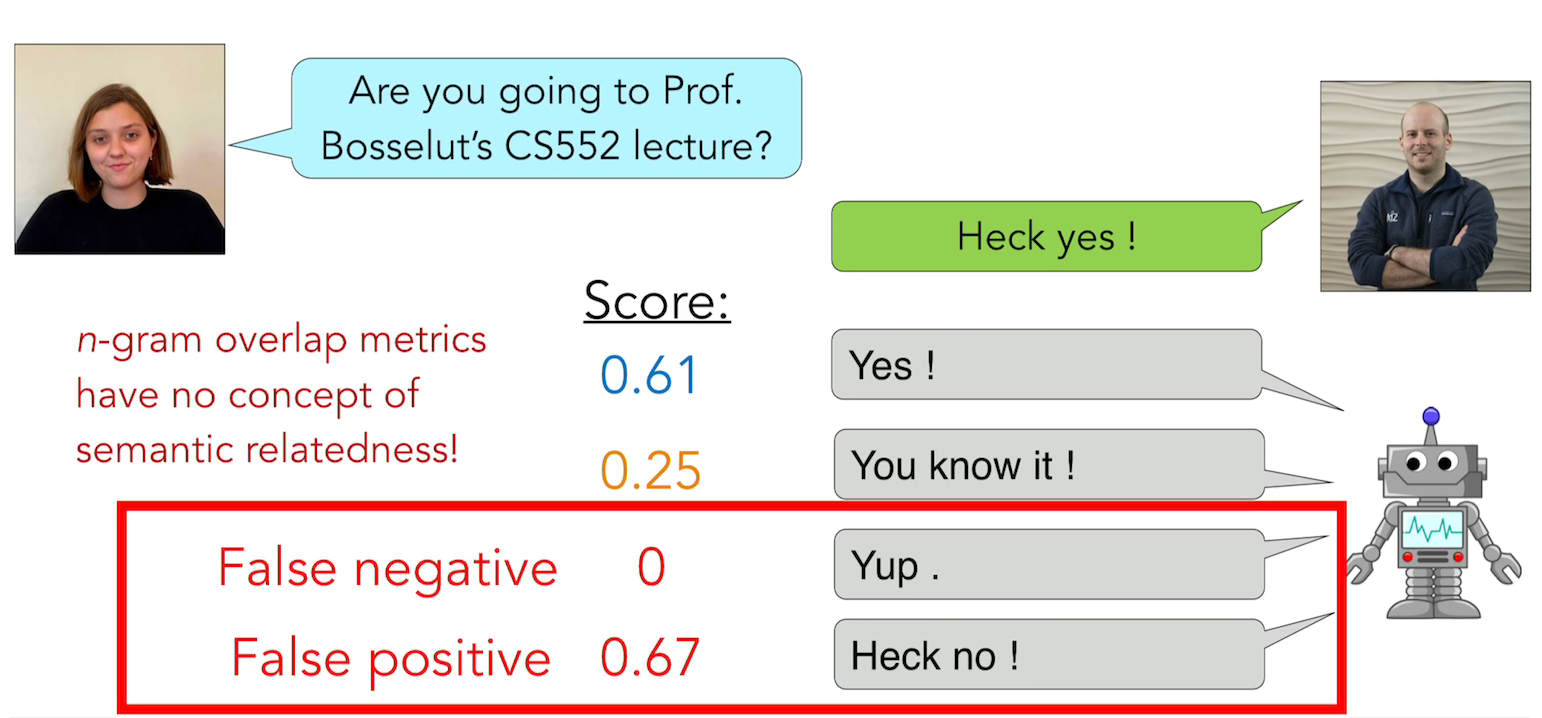 Are you going to Prof.
Bosselut's CS552 lecture?
Heck yes !
Score:
n-gram overlap metrics
have no concept of
semantic relatedness!
0.61
Yes !
0.25
You know it !
False negative
0
Yup .
False positive
0.67
Heck no !